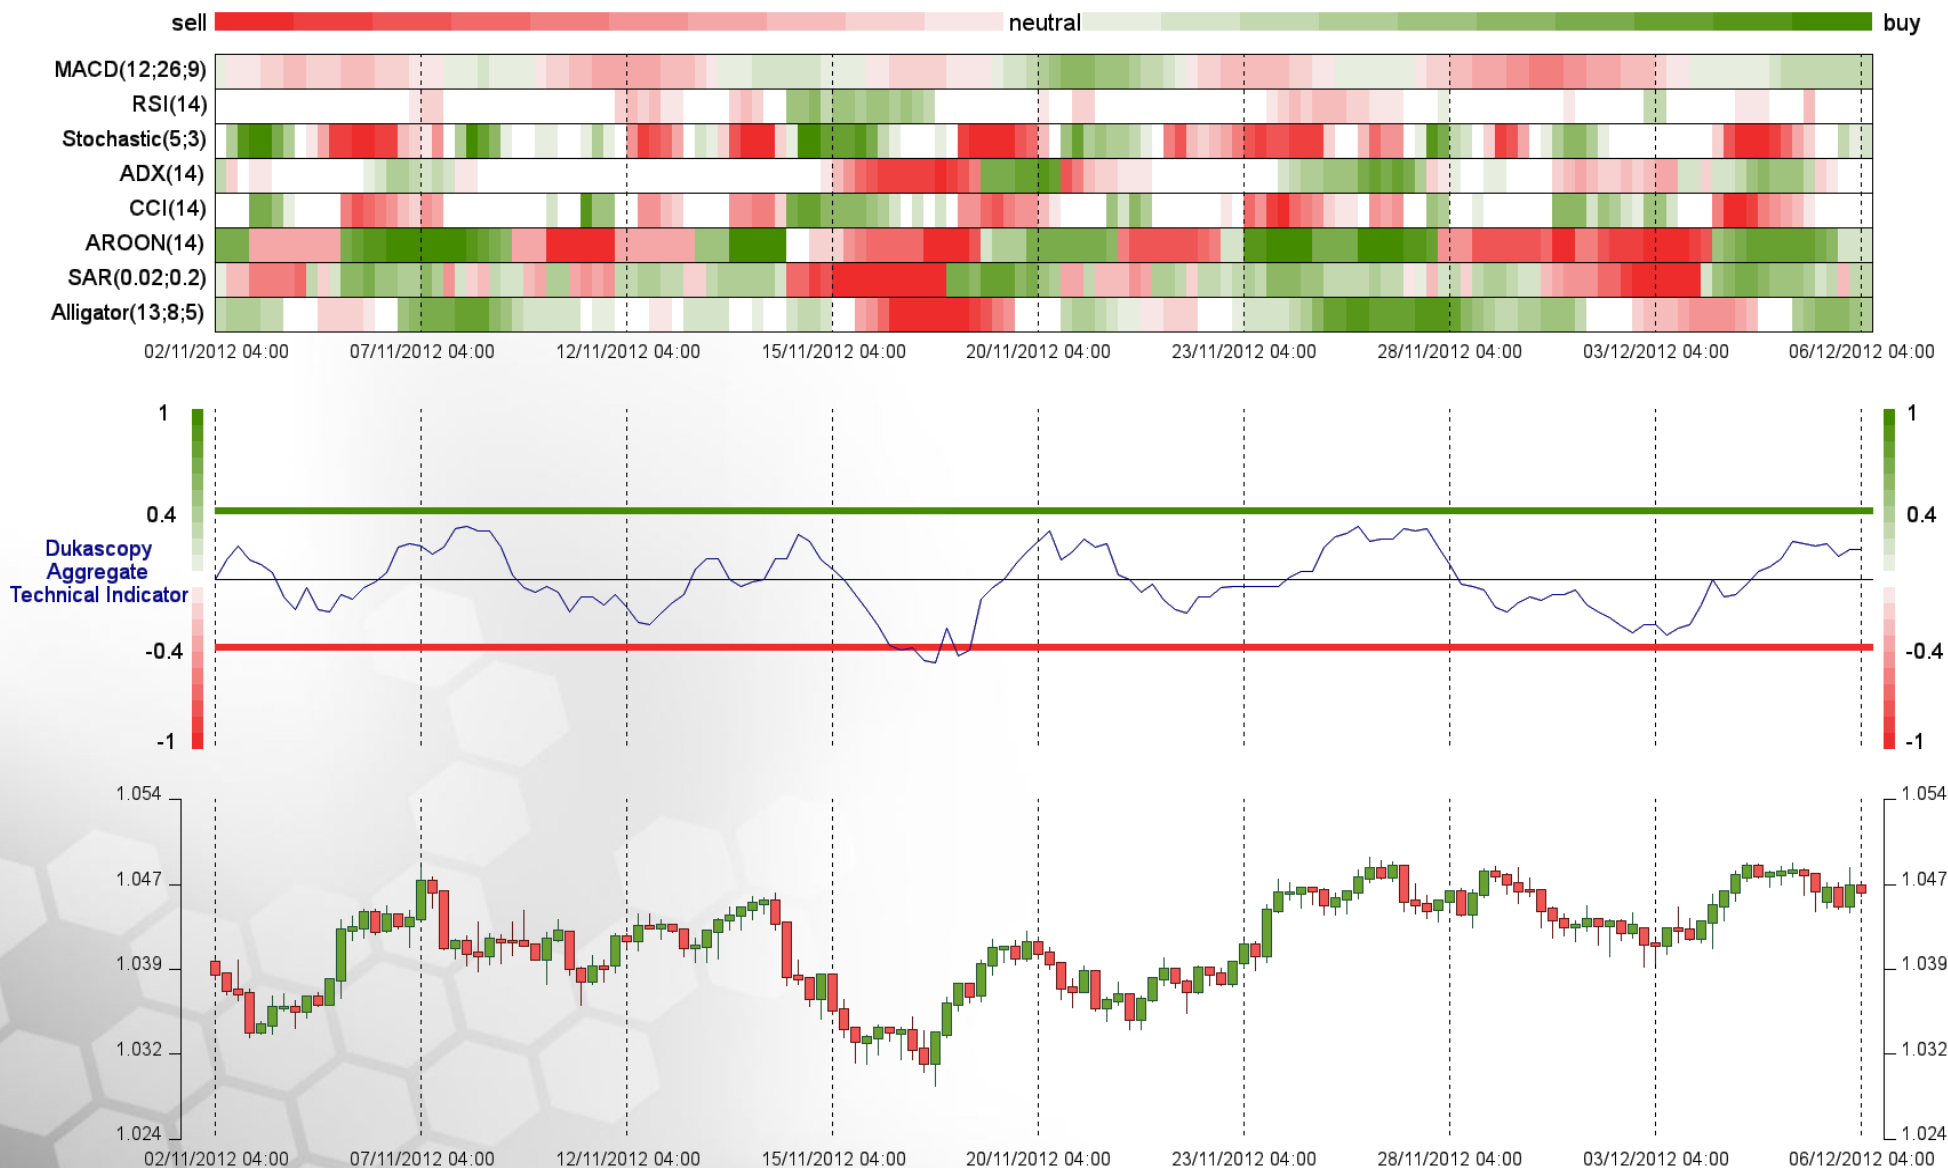 sell neutral buy
MACD(12;26;9)
RSI(14)
Stochastic(5;3)
ADX(14)
CCI(14)
AROON(14)
SAR(0.02;0.2)
Alligator(13;8;5)
02/11/2012 04:00 07/11/2012 04:00 12/11/2012 04:00 15/11/2012 04:00 20/11/2012 04:00 23/11/2012 04:00 28/11/2012 04:00 03/12/2012 04:00 06/12/2012 04:00
1 1
0.4 0.4
Dukascopy
Aggregate
Technical Indicator
-0.4 -0.4
-1 -1
1.054 1.054
1.047 1.047
1.039 1.039
1.032 1.032
1.024 1.024
02/11/2012 04:00 07/11/2012 04:00 12/11/2012 04:00 15/11/2012 04:00 20/11/2012 04:00 23/11/2012 04:00 28/11/2012 04:00 03/12/2012 04:00 06/12/2012 04:00